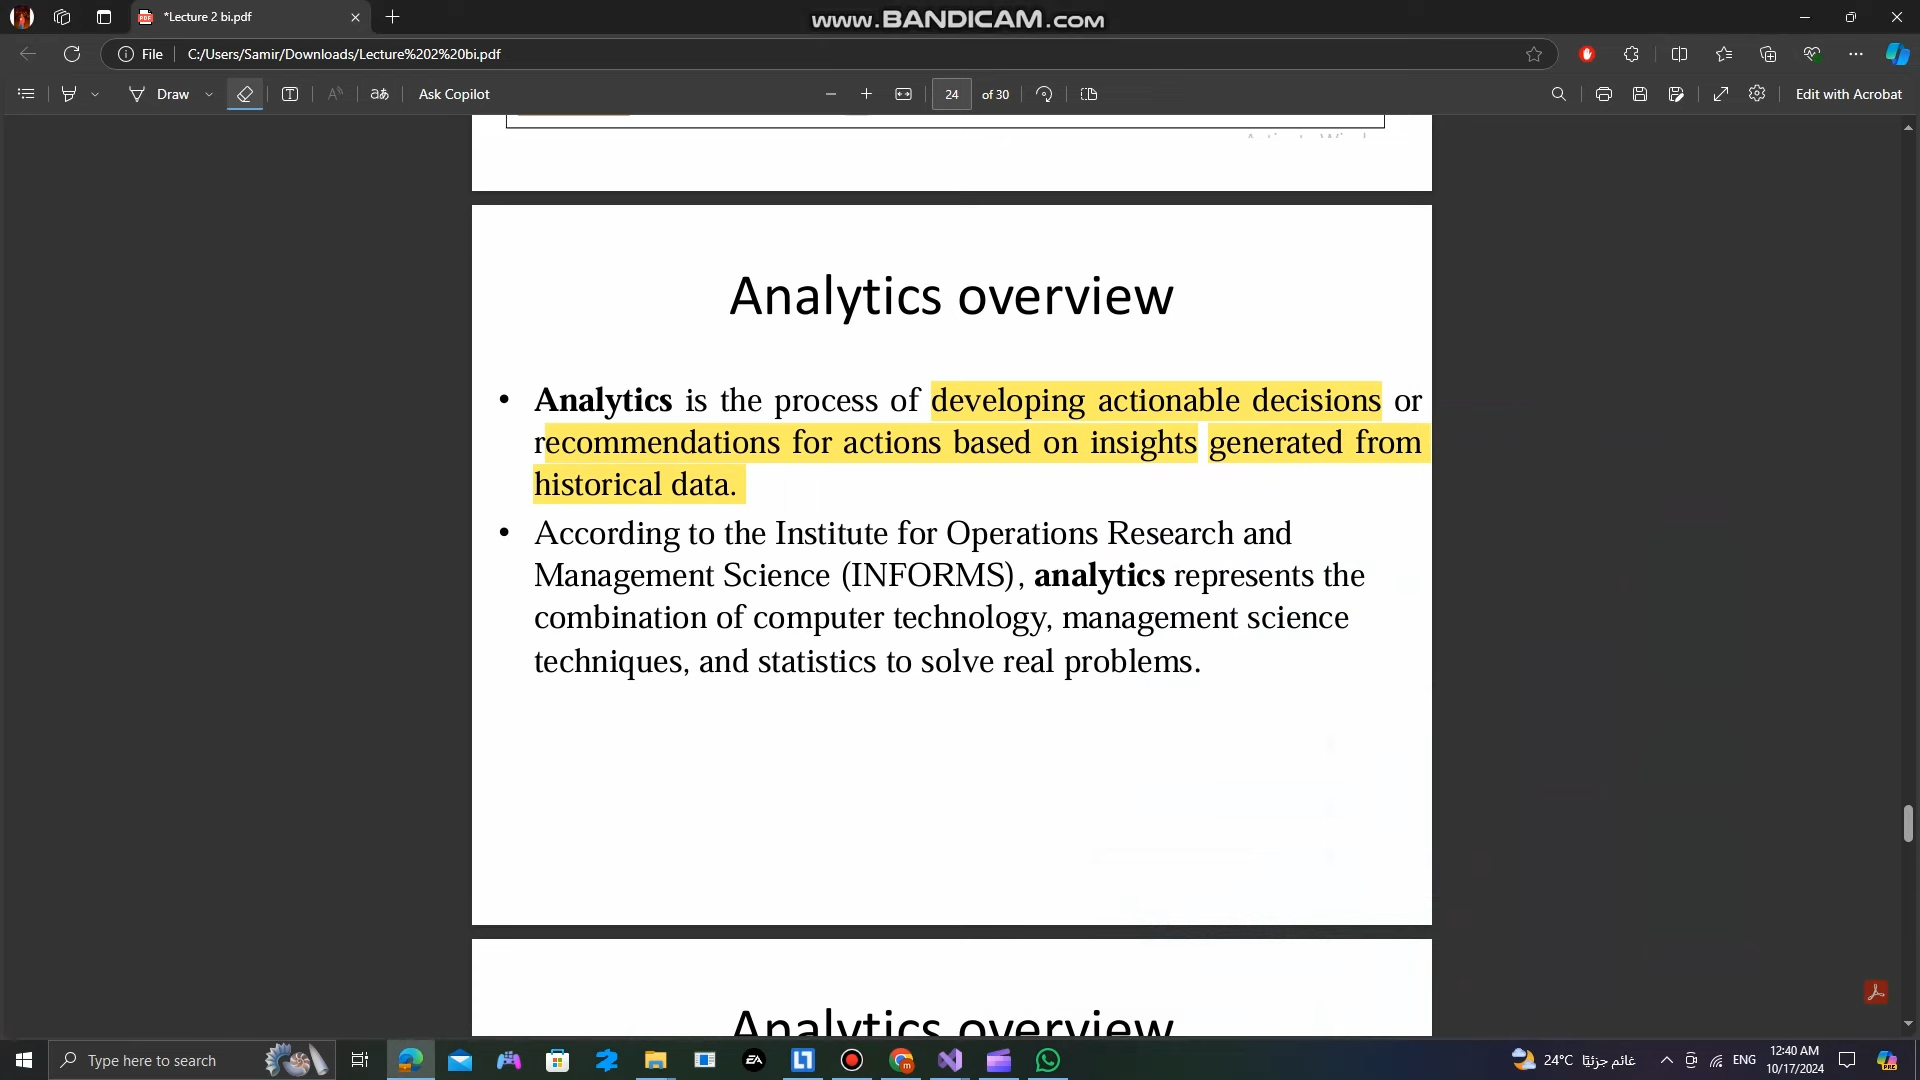 *Lecture 2 bi.pdf
www.BANDICAM.com
File
C:/Users/Samir/Downloads/Lecture%202%20bi.pdf
Draw
aあ
Ask Copilot
24
of 30
Edit with Acrobat
Analytics overview
• Analytics is the process of developing actionable decisions or
recommendations for actions based on insights generated from
historical data.
• According to the Institute for Operations Research and
Management Science (INFORMS), analytics represents the
combination of computer technology, management science
techniques, and statistics to solve real problems.
Analytics overview
Type here to search
EA
24°C غائم جزئيًا
ENG
12:40 AM
10/17/2024